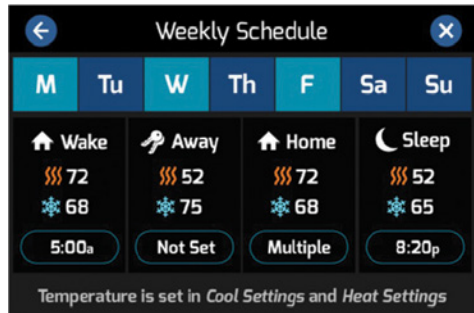 Weekly Schedule
M Tu W Th F Sa Su
Wake Away Home Sleep
72 52 72 52
68 75 68 65
5:00a Not Set Multiple 8:20p
Temperature is set in Cool Settings and Heat Settings